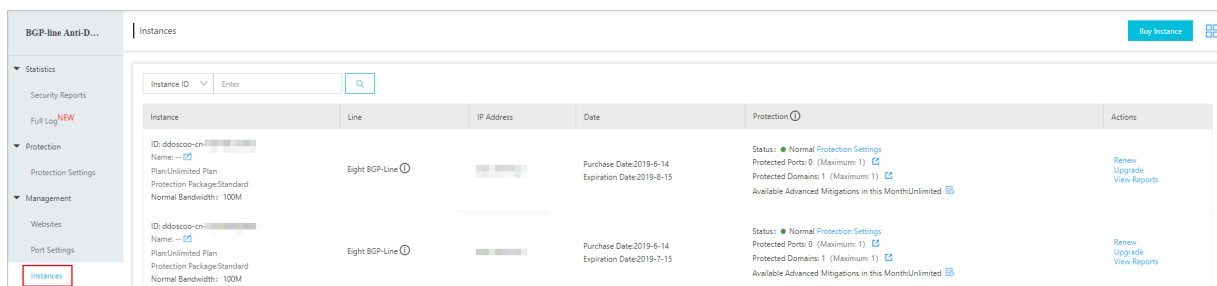 BGP-line Anti-D...
Instances
Buy Instance
Statistics
Security Reports
Full Log NEW
Protection
Protection Settings
Management
Websites
Port Settings
Instances
Instance ID
Enter
Instance
Line
IP Address
Date
Protection
Actions
ID: ddoscoo-cn-
Name: --
Plan:Unlimited Plan
Protection Package:Standard
Normal Bandwidth: 100M
Eight BGP-Line
Purchase Date:2019-6-14
Expiration Date:2019-8-15
Status: Normal Protection Settings
Protected Ports: 0 (Maximum: 1)
Protected Domains: 1 (Maximum: 1)
Available Advanced Mitigations in this Month:Unlimited
Renew
Upgrade
View Reports
ID: ddoscoo-cn-
Name: --
Plan:Unlimited Plan
Protection Package:Standard
Normal Bandwidth: 100M
Eight BGP-Line
Purchase Date:2019-6-14
Expiration Date:2019-7-15
Status: Normal Protection Settings
Protected Ports: 0 (Maximum: 1)
Protected Domains: 1 (Maximum: 1)
Available Advanced Mitigations in this Month:Unlimited
Renew
Upgrade
View Reports